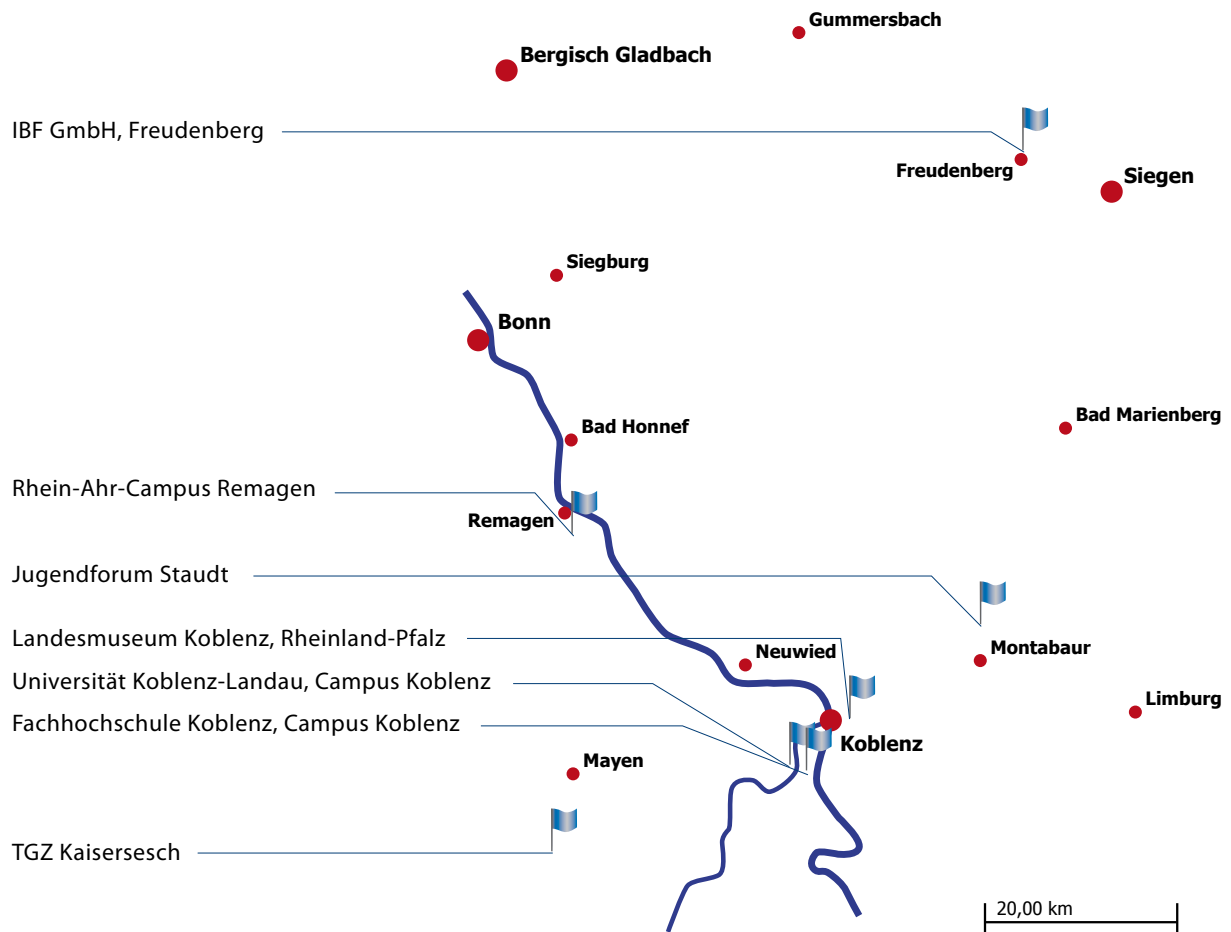 Gummersbach
Bergisch Gladbach
IBF GmbH, Freudenberg
Freudenberg
Siegen
Siegburg
Bonn
Bad Marienberg
Bad Honnef
Rhein-Ahr-Campus Remagen
Remagen
Jugendforum Staudt
Landesmuseum Koblenz, Rheinland-Pfalz
Neuwied
Montabaur
Universität Koblenz-Landau, Campus Koblenz
Limburg
Fachhochschule Koblenz, Campus Koblenz
Koblenz
Mayen
TGZ Kaisersesch
20,00 km